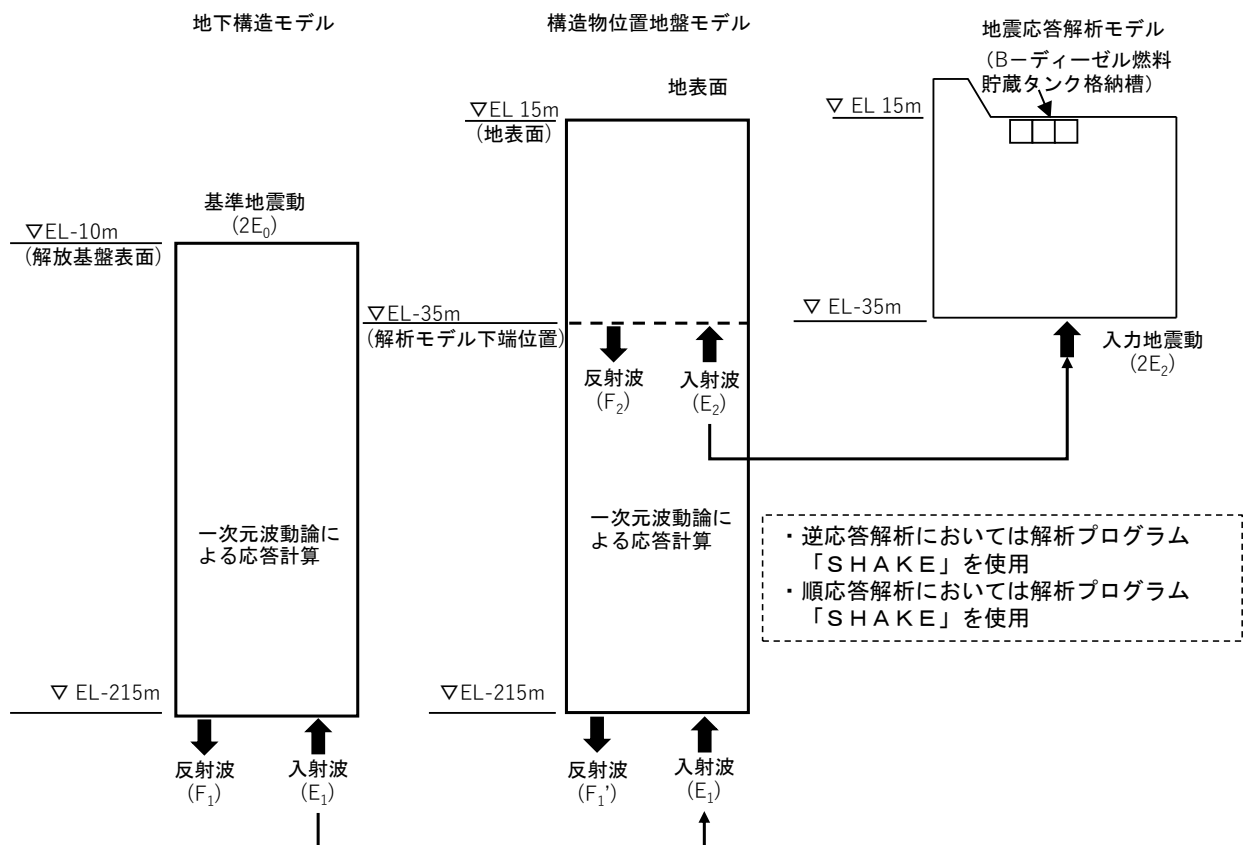 地下構造モデル
▽EL-10m
(解放基盤表面)
基準地震動
(2E₀)
一次元波動論に
よる応答計算
▽ EL-215m
反射波
(F₁)
入射波
(E₁)
構造物位置地盤モデル
地表面
▽EL 15m
(地表面)
▽EL-35m
(解析モデル下端位置)
反射波
(F₂)
入射波
(E₂)
一次元波動論に
よる応答計算
▽EL-215m
反射波
(F₁')
入射波
(E₁)
地震応答解析モデル
(B-ディーゼル燃料
貯蔵タンク格納槽)
▽ EL 15m
▽ EL-35m
入力地震動
(2E₂)
・逆応答解析においては解析プログラム
「SHAKE」を使用
・順応答解析においては解析プログラム
「SHAKE」を使用